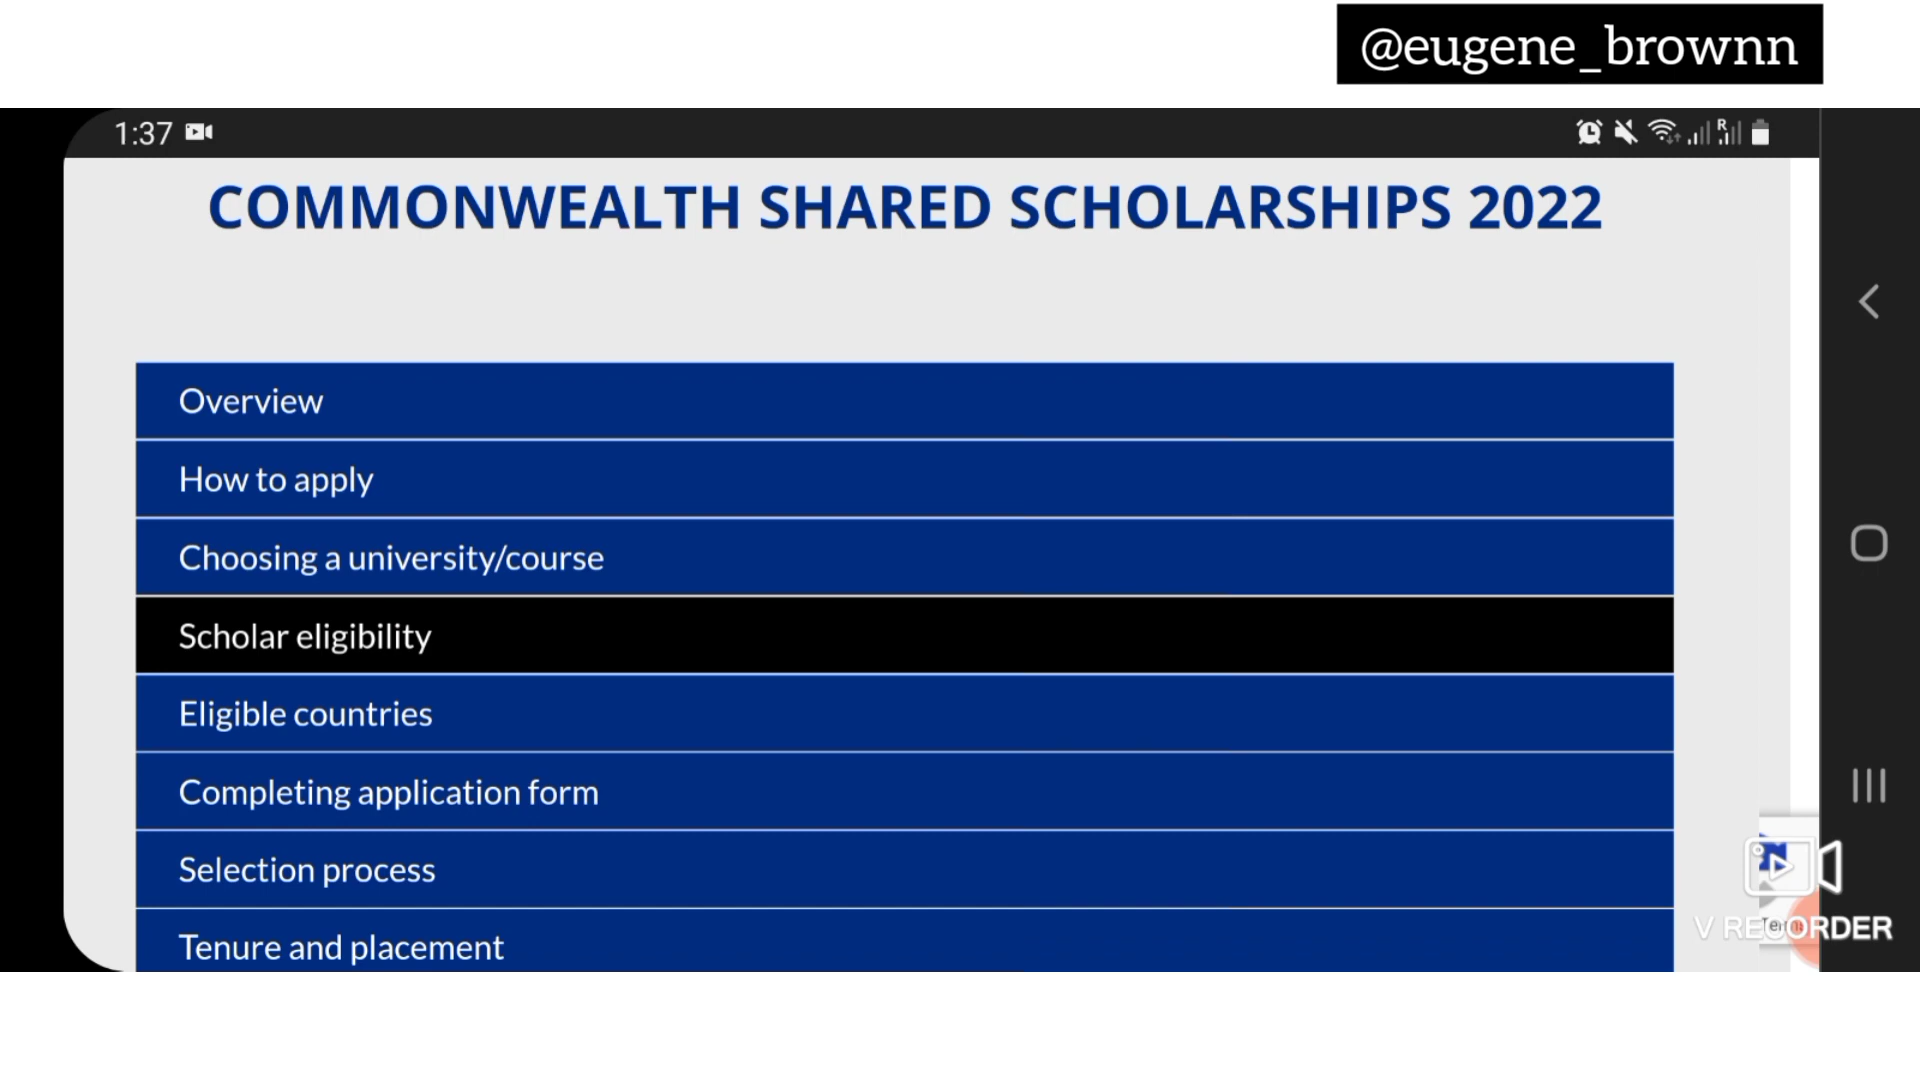 @eugene_brownn
1:37
R
COMMONWEALTH SHARED SCHOLARSHIPS 2022
Overview
How to apply
Choosing a university/course
Scholar eligibility
Eligible countries
Completing application form
Selection process
Tenure and placement
V RECORDER